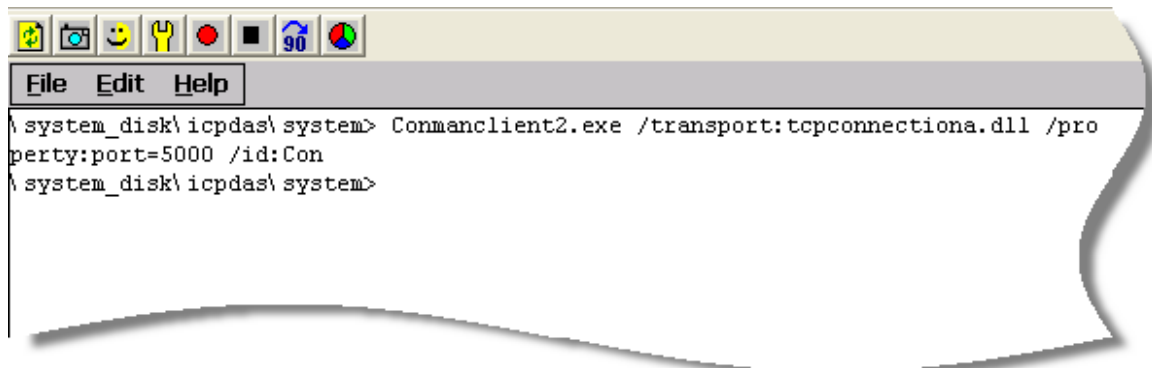 90
File Edit Help
\system_disk\icpdas\system> Conmanclient2.exe /transport:tcpconnectiona.dll /pro
perty:port=5000 /id:Con
\system_disk\icpdas\system>